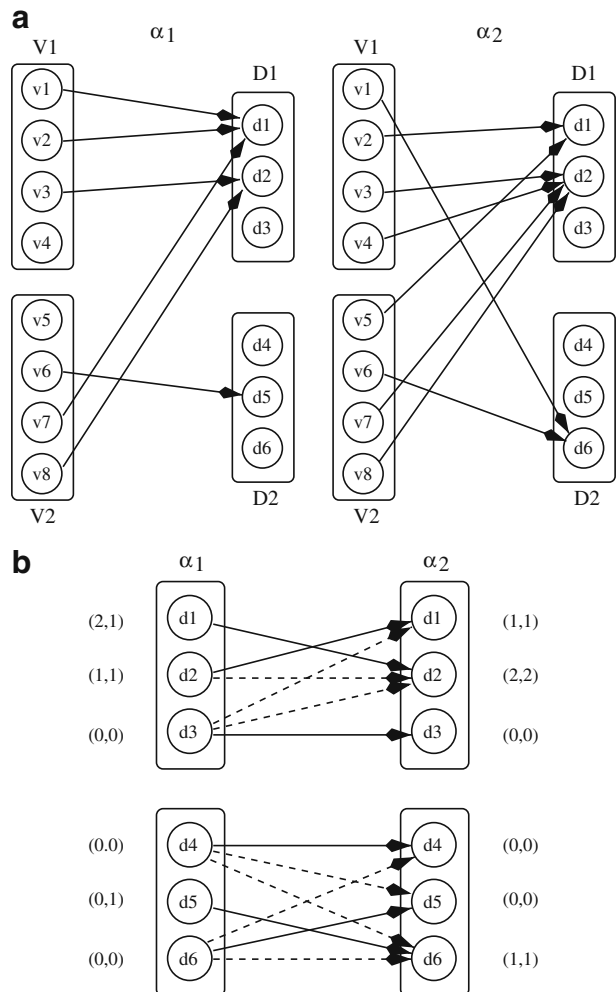 a
α1
α2
V1
V1
D1
D1
v1
v2
v3
v4
d1
d2
d3
v1
v2
v3
v4
d1
d2
d3
v5
v6
v7
v8
d4
d5
d6
v5
v6
v7
v8
d4
d5
d6
V2
D2
V2
D2
b
α1
α2
(2,1) d1 d1 (1,1)
(1,1) d2 d2 (2,2)
(0,0) d3 d3 (0,0)
(0.0) d4 d4 (0,0)
(0,1) d5 d5 (0,0)
(0,0) d6 d6 (1,1)